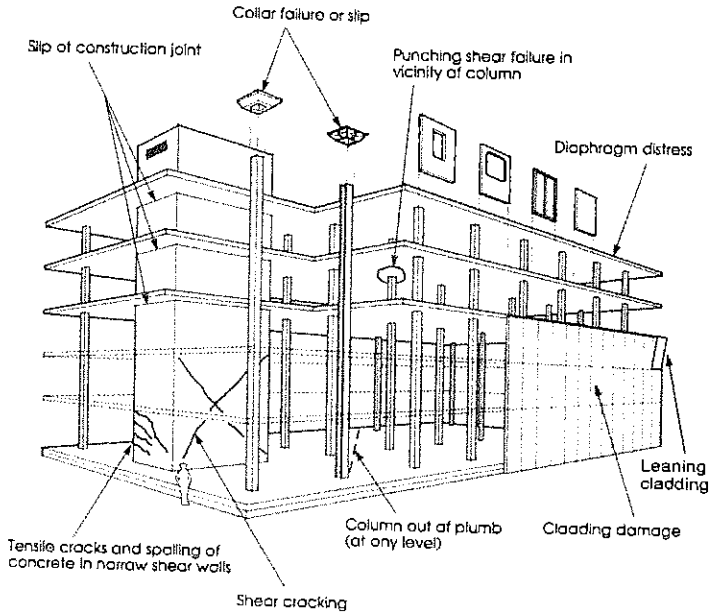 Collar failure or slip
Slip of construction joint
Punching shear failure in
vicinity of column
Diaphragm distress
Leaning
cladding
Cladding damage
Column out of plumb
(at any level)
Tensile cracks and spalling of
concrete in narrow shear walls
Shear cracking